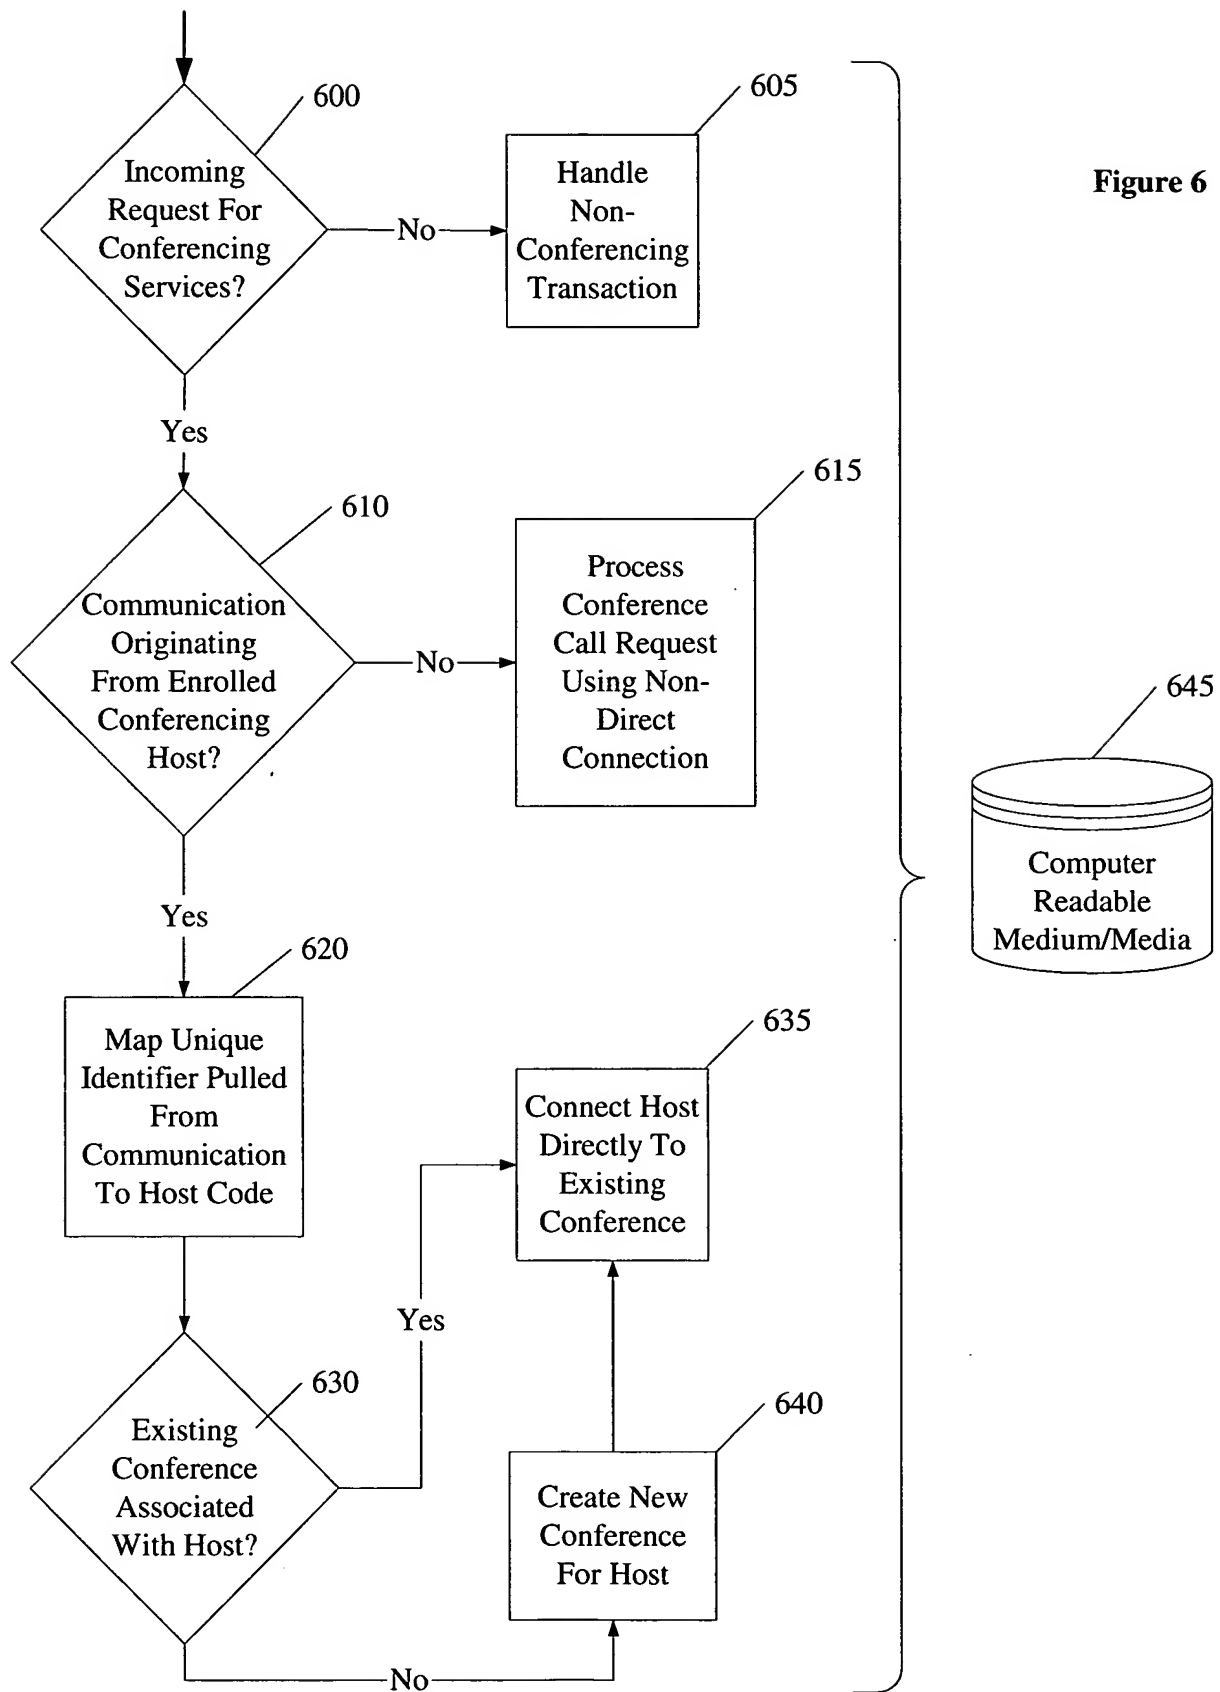 600
605
Incoming
Request For
Conferencing
Services?
No
Handle
Non-
Conferencing
Transaction
Figure 6
Yes
610
615
Communication
Originating
From Enrolled
Conferencing
Host?
No
Process
Conference
Call Request
Using Non-
Direct
Connection
645
Computer
Readable
Medium/Media
Yes
620
635
Map Unique
Identifier Pulled
From
Communication
To Host Code
Connect Host
Directly To
Existing
Conference
Yes
630
640
Existing
Conference
Associated
With Host?
Create New
Conference
For Host
No